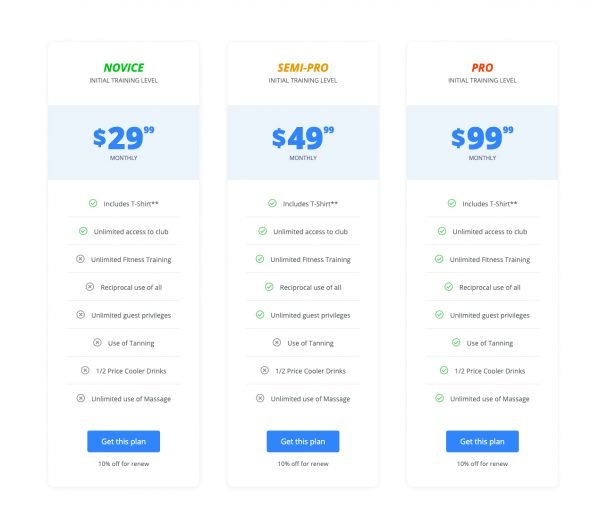 NOVICE
INITIAL TRAINING LEVEL
$2999
MONTHLY
Includes T-Shirt**
Unlimited access to club
Unlimited Fitness Training
Reciprocal use of all
Unlimited guest privileges
Use of Tanning
1/2 Price Cooler Drinks
Unlimited use of Massage
Get this plan
10% off for renew
SEMI-PRO
INITIAL TRAINING LEVEL
$4999
MONTHLY
Includes T-Shirt**
Unlimited access to club
Unlimited Fitness Training
Reciprocal use of all
Unlimited guest privileges
Use of Tanning
1/2 Price Cooler Drinks
Unlimited use of Massage
Get this plan
10% off for renew
PRO
INITIAL TRAINING LEVEL
$9999
MONTHLY
Includes T-Shirt**
Unlimited access to club
Unlimited Fitness Training
Reciprocal use of all
Unlimited guest privileges
Use of Tanning
1/2 Price Cooler Drinks
Unlimited use of Massage
Get this plan
10% off for renew